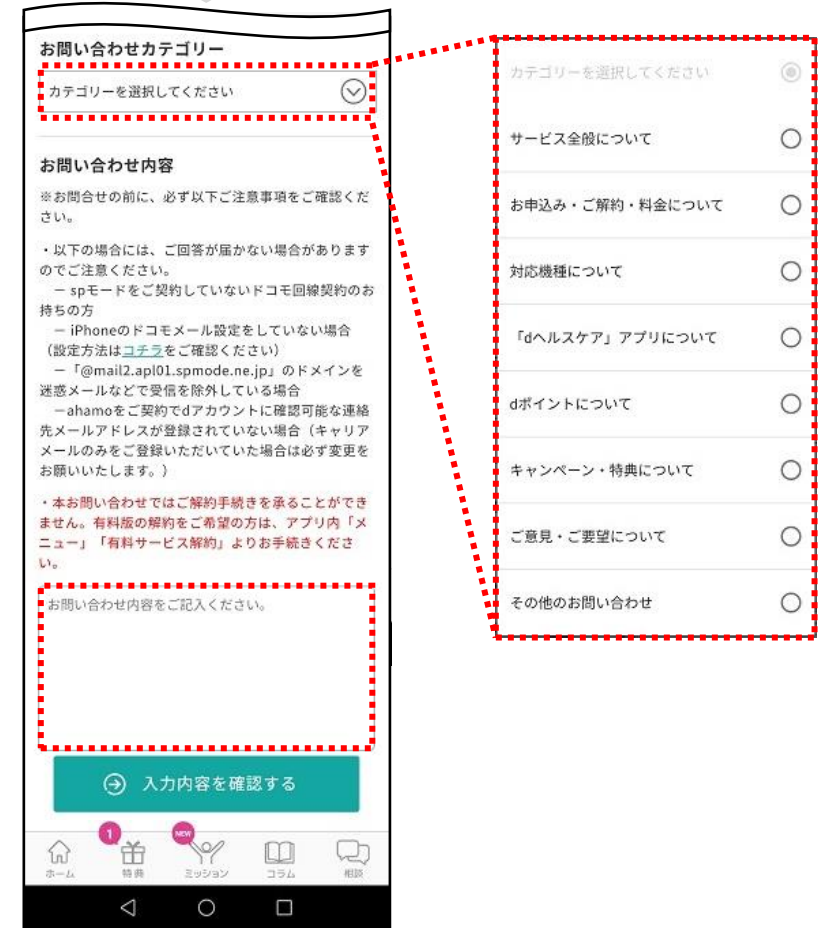 お問い合わせカテゴリー
カテゴリーを選択してください
お問い合わせ内容
※お問合せの前に、必ず以下ご注意事項をご確認くだ
さい。
・以下の場合には、ご回答が届かない場合があります
のでご注意ください。
－ spモードをご契約していないドコモ回線契約のお
持ちの方
－ iPhoneのドコモメール設定をしていない場合
（設定方法はコチラをご確認ください）
－「@mail2.apl01.spmode.ne.jp」のドメインを
迷惑メールなどで受信を除外している場合
－ahamoをご契約でdアカウントに確認可能な連絡
先メールアドレスが登録されていない場合（キャリア
メールのみをご登録いただいていた場合は必ず変更を
お願いいたします。）
・本お問い合わせではご解約手続きを承ることができ
ません。有料版の解約をご希望の方は、アプリ内「メ
ニュー」「有料サービス解約」よりお手続きくださ
い。
お問い合わせ内容をご記入ください。
入力内容を確認する
1
NEW
ホーム
特典
ミッション
コラム
相談
カテゴリーを選択してください
サービス全般について
お申込み・ご解約・料金について
対応機種について
「dヘルスケア」アプリについて
dポイントについて
キャンペーン・特典について
ご意見・ご要望について
その他のお問い合わせ